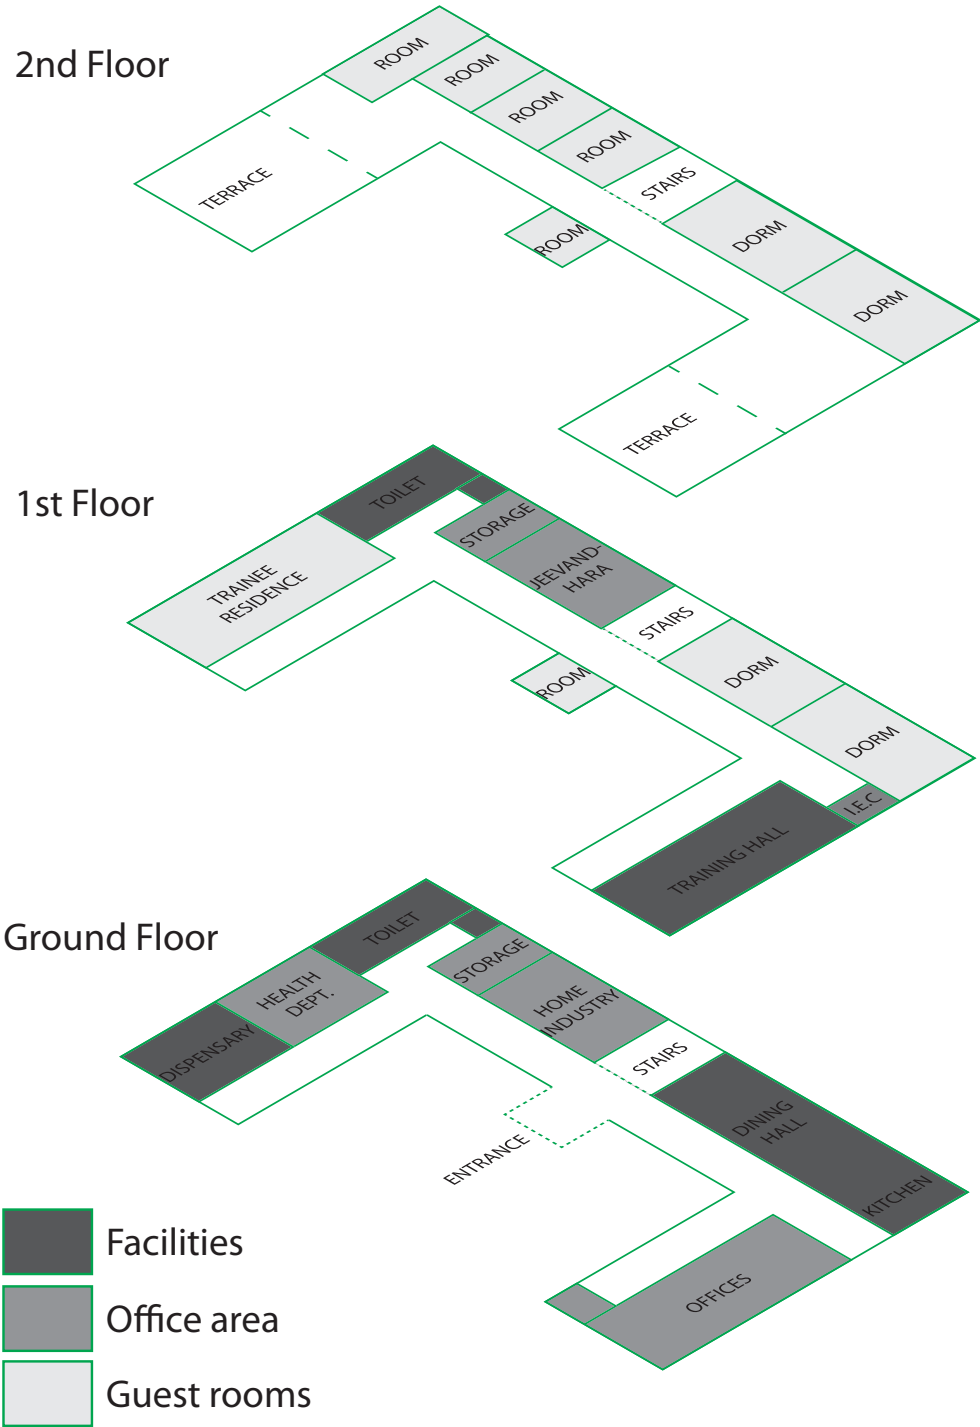 2nd Floor
ROOM
ROOM
ROOM
ROOM
STAIRS
TERRACE
DORM
ROOM
DORM
TERRACE
1st Floor
TOILET
STORAGE
JEEVAND-
HARA
TRAINEE
RESIDENCE
STAIRS
DORM
ROOM
DORM
I.E.C
TRAINING HALL
Ground Floor
TOILET
STORAGE
HEALTH
DEPT.
HOME
INDUSTRY
DISPENSARY
STAIRS
DINING
HALL
ENTRANCE
KITCHEN
OFFICES
Facilities
Office area
Guest rooms